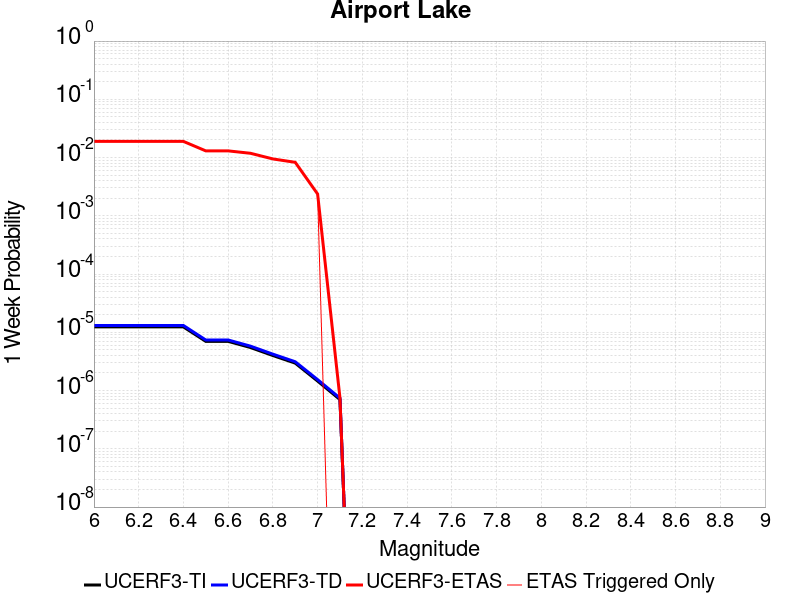 Airport Lake
10^0
10^-1
10^-2
10^-3
10^-4
10^-5
10^-6
10^-7
10^-8
1 Week Probability
6 6.2 6.4 6.6 6.8 7 7.2 7.4 7.6 7.8 8 8.2 8.4 8.6 8.8 9
Magnitude
UCERF3-TI UCERF3-TD UCERF3-ETAS ETAS Triggered Only